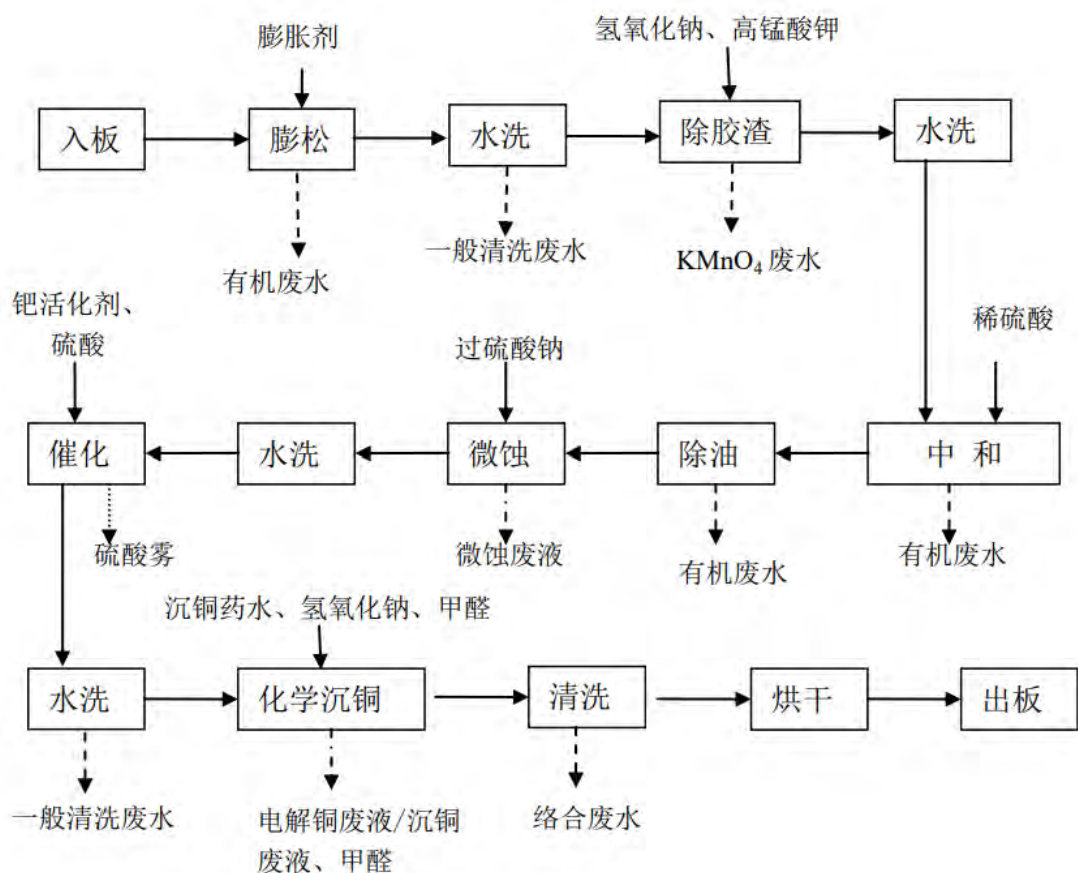 膨胀剂
氢氧化钠、高锰酸钾
入板
膨松
水洗
除胶渣
水洗
一般清洗废水
KMnO₄废水
有机废水
钯活化剂、
硫酸
过硫酸钠
稀硫酸
催化
水洗
微蚀
除油
中 和
硫酸雾
微蚀废液
有机废水
有机废水
沉铜药水、氢氧化钠、甲醛
水洗
化学沉铜
清洗
烘干
出板
一般清洗废水
电解铜废液/沉铜
废液、甲醛
络合废水